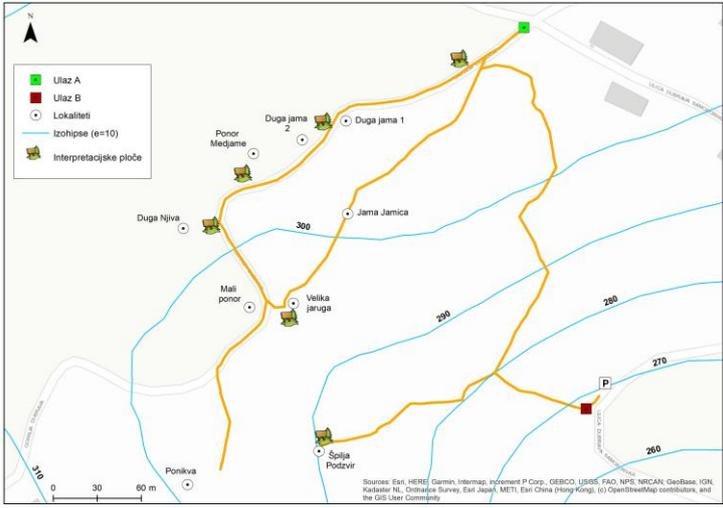 N
Ulaz A
Ulaz B
Lokaliteti
Izohipse (e=10)
Interpretacijske ploče
Duga jama
2
Duga jama 1
Ponor
Medjame
Duga Njiva
Jama Jamica
300
Mali
ponor
Velika
jaruga
290
280
270
260
310
P
Špilja
Podzvir
Ponikva
0 30 60 m
GORNJA DUBRAVA
Sources: Esri, HERE, Garmin, Intermap, increment P Corp., GEBCO, USGS, FAO, NPS, NRCAN, GeoBase, IGN,
Kadaster NL, Ordnance Survey, Esri Japan, METI, Esri China (Hong Kong), (c) OpenStreetMap contributors, and
the GIS User Community